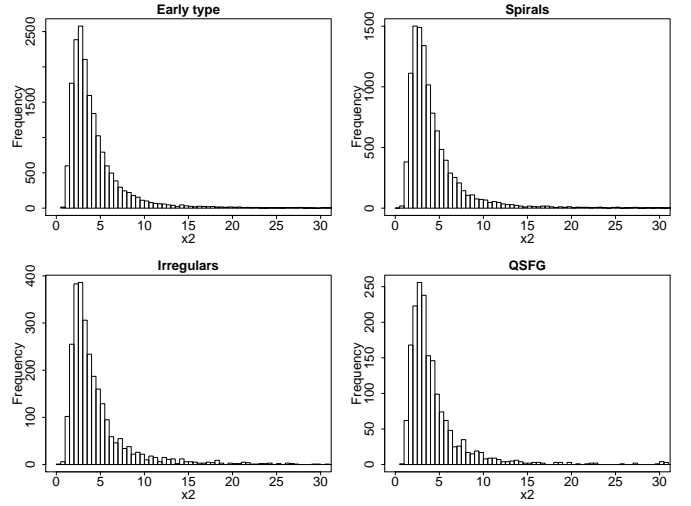 Early type
Frequency
0 500 1500 2500
0 5 10 15 20 25 30
x2
Spirals
Frequency
0 500 1000 1500
0 5 10 15 20 25 30
x2
Irregulars
Frequency
0 100 200 300 400
0 5 10 15 20 25 30
x2
QSFG
Frequency
0 50 100 150 200 250
0 5 10 15 20 25 30
x2